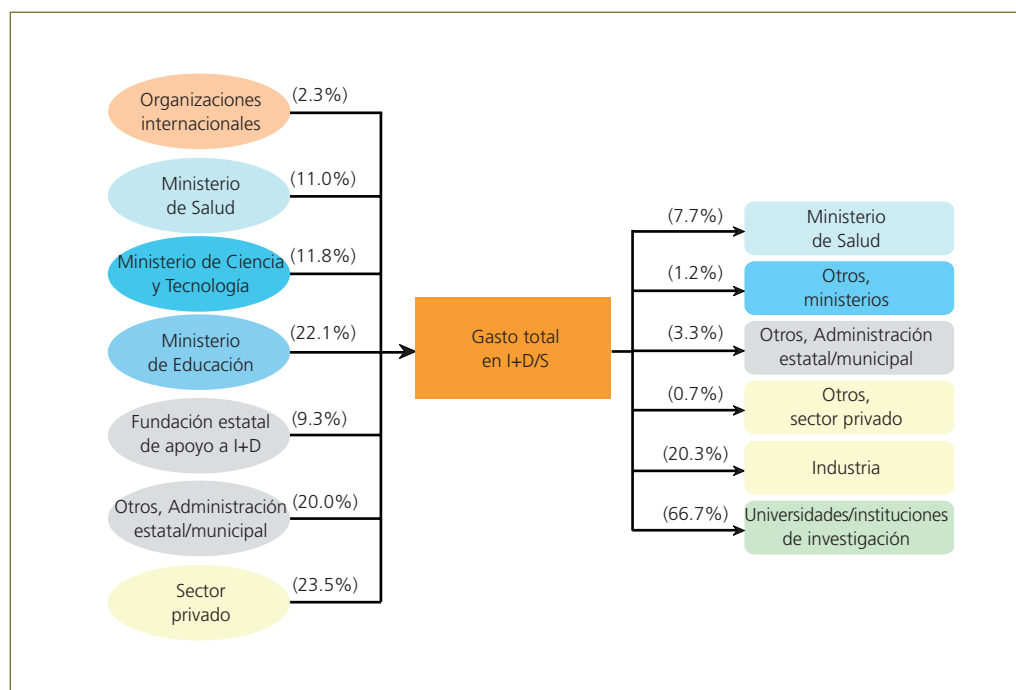 Organizaciones
internacionales
(2.3%)
Ministerio
de Salud
(11.0%)
Ministerio de Ciencia
y Tecnología
(11.8%)
Ministerio
de Educación
(22.1%)
Fundación estatal
de apoyo a I+D
(9.3%)
Otros, Administración
estatal/municipal
(20.0%)
Sector
privado
(23.5%)
Gasto total
en I+D/S
(7.7%)
Ministerio
de Salud
(1.2%)
Otros,
ministerios
(3.3%)
Otros, Administración
estatal/municipal
(0.7%)
Otros,
sector privado
(20.3%)
Industria
(66.7%)
Universidades/instituciones
de investigación